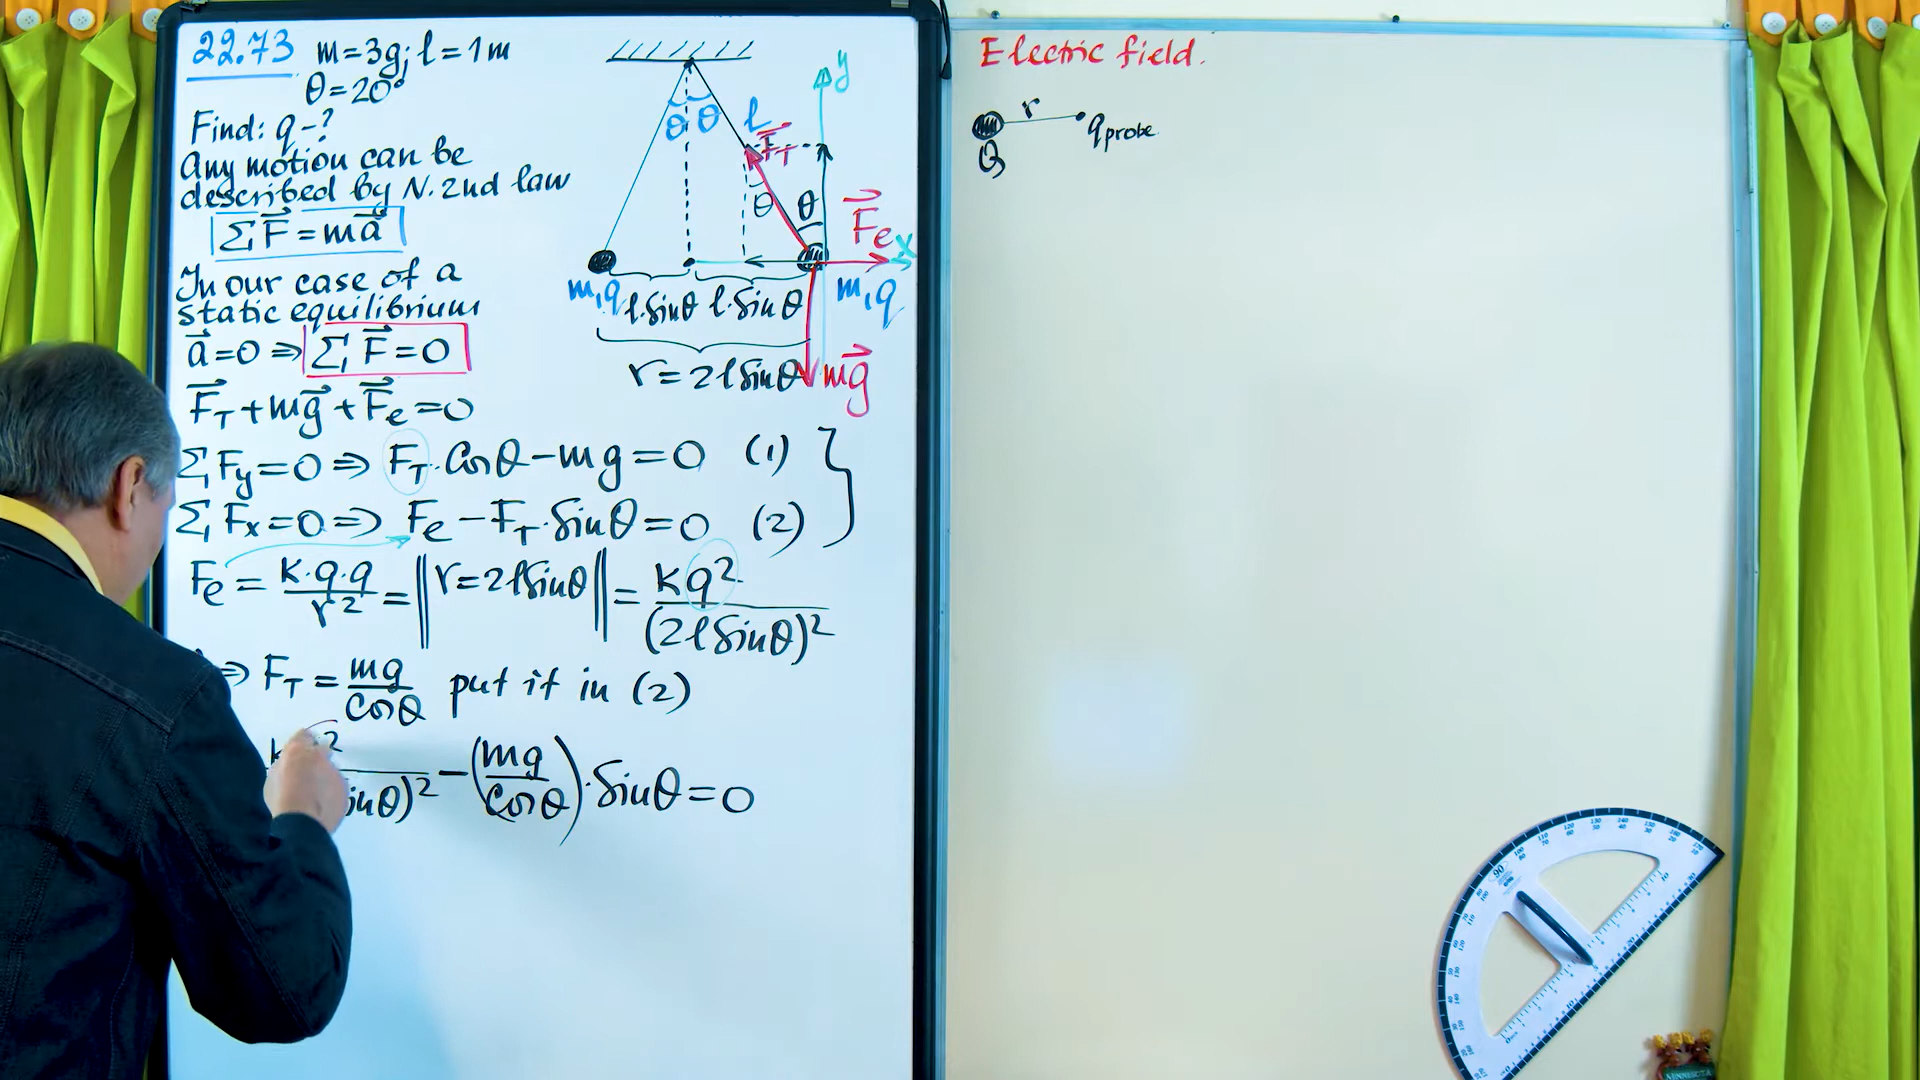 22.73 m=3g; l=1m
θ=20°
Find: q-?
Any motion can be
described by N. 2nd law
ΣF⃗=ma⃗
In our case of a
static equilibrium
a⃗=0 ⇒ ΣF⃗=0
F⃗T+mg⃗+F⃗e=0
ΣFy=0 ⇒ FT·Cosθ-mg=0 (1)
ΣFx=0 ⇒ Fe-FT·Sinθ=0 (2)
Fe = k·q·q/r² = ||r=2lSinθ|| = kq²/(2lSinθ)²
⇒ FT = mg/Cosθ put it in (2)
inθ)² - (mg/Cosθ)·Sinθ=0
y
θ θ l
F⃗T
θ θ
F⃗e x
m,q l·Sinθ l·Sinθ m,q
r=2lSinθ mg⃗
Electric field.
r
Q qprobe
90